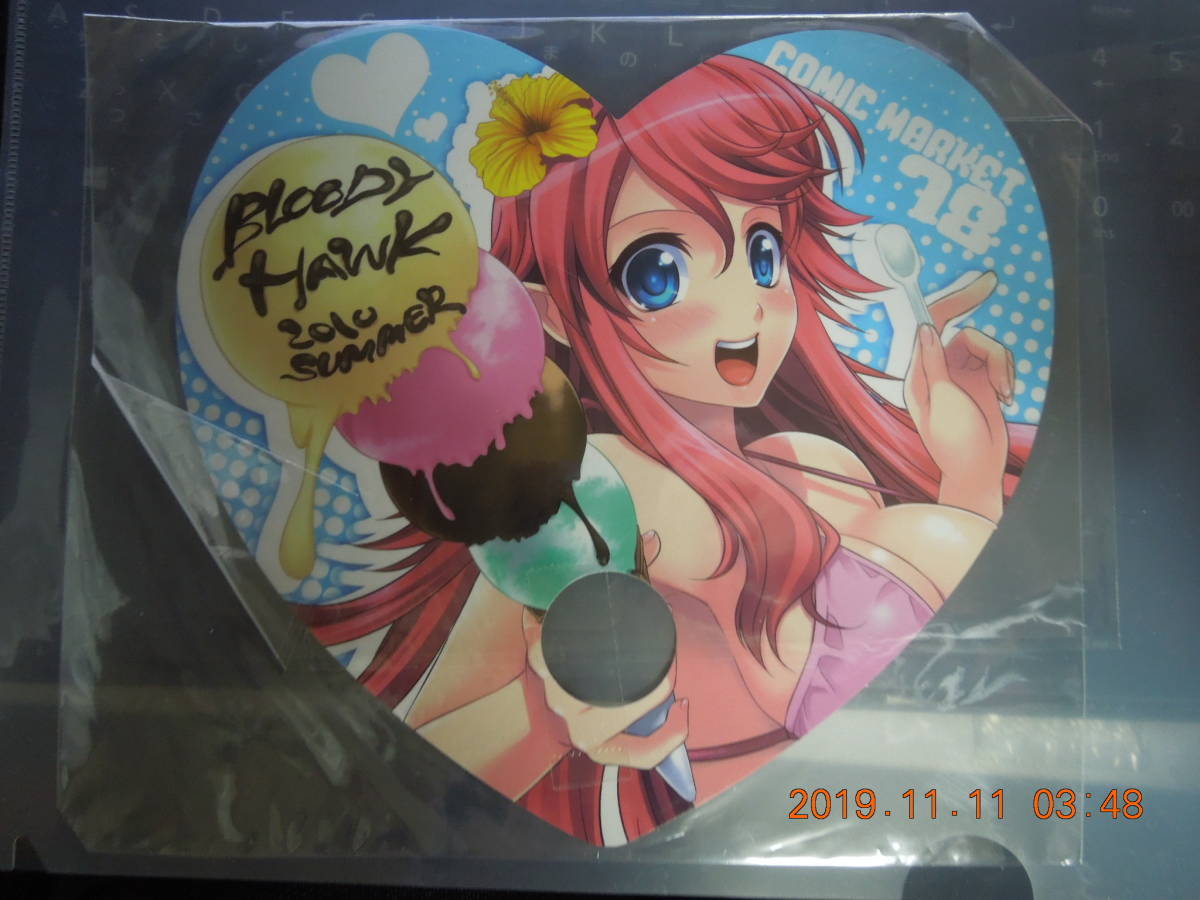 COMIC MARKET
78
BLOODY
HAWK
2010
SUMMER
2019.11.11 03:48